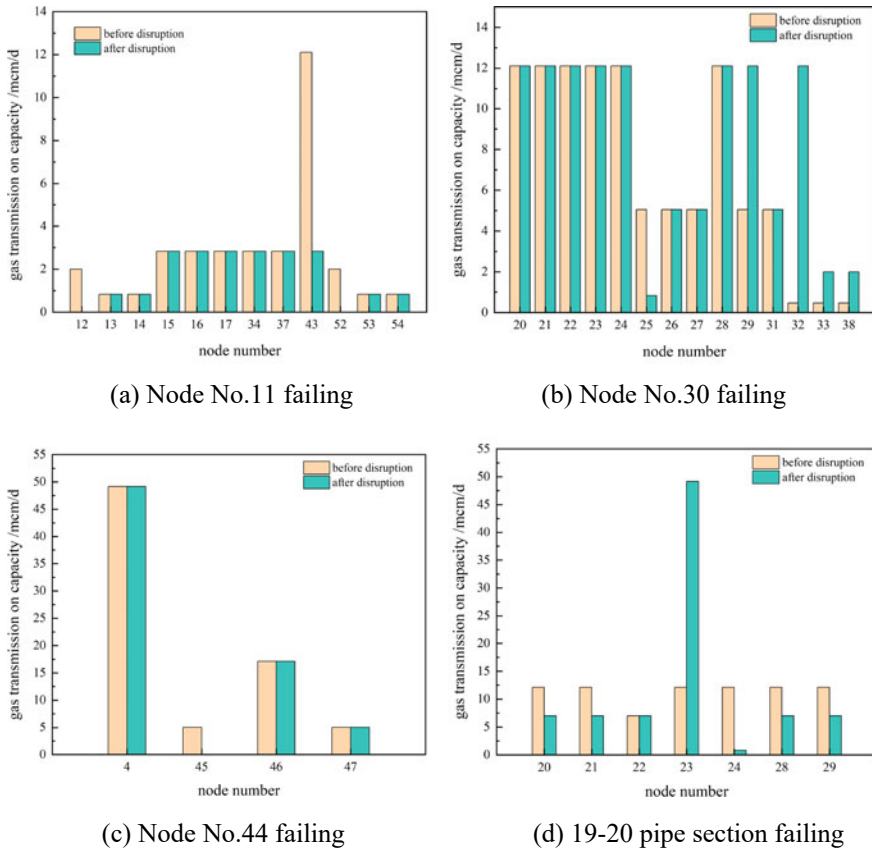 14
12
10
8
6
4
2
0
gas transmission on capacity /mcm/d
before disruption
after disruption
12 13 14 15 16 17 34 37 43 52 53 54
node number
(a) Node No.11 failing
14
12
10
8
6
4
2
0
gas transmission on capacity /mcm/d
before disruption
after disruption
20 21 22 23 24 25 26 27 28 29 31 32 33 38
node number
(b) Node No.30 failing
55
50
45
40
35
30
25
20
15
10
5
0
gas transmission on capacity /mcm/d
before disruption
after disruption
4 45 46 47
node number
(c) Node No.44 failing
55
50
45
40
35
30
25
20
15
10
5
0
gas transmission on capacity /mcm/d
before disruption
after disruption
20 21 22 23 24 28 29
node number
(d) 19-20 pipe section failing